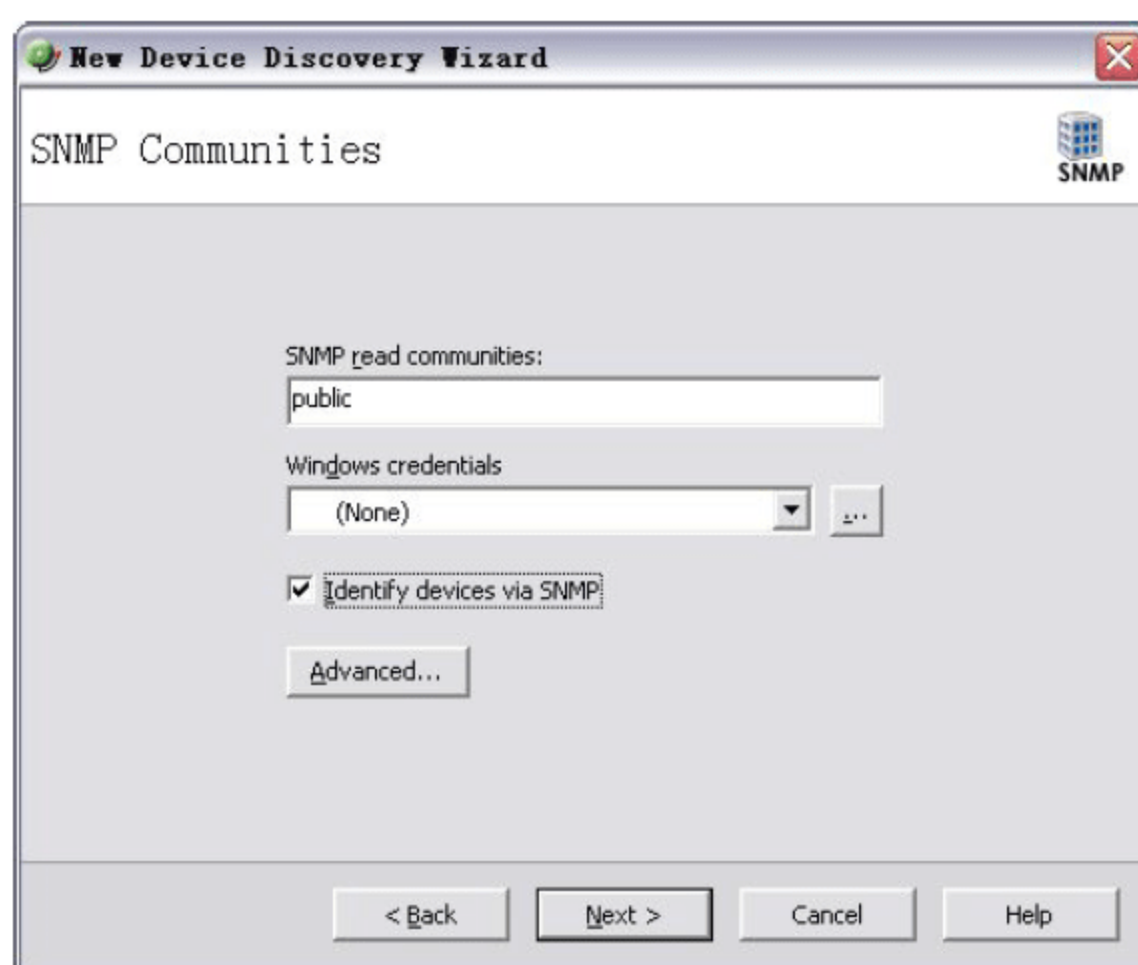 New Device Discovery Wizard
SNMP Communities
SNMP
SNMP read communities:
public
Windows credentials
(None)
...
Identify devices via SNMP
Advanced...
< Back
Next >
Cancel
Help